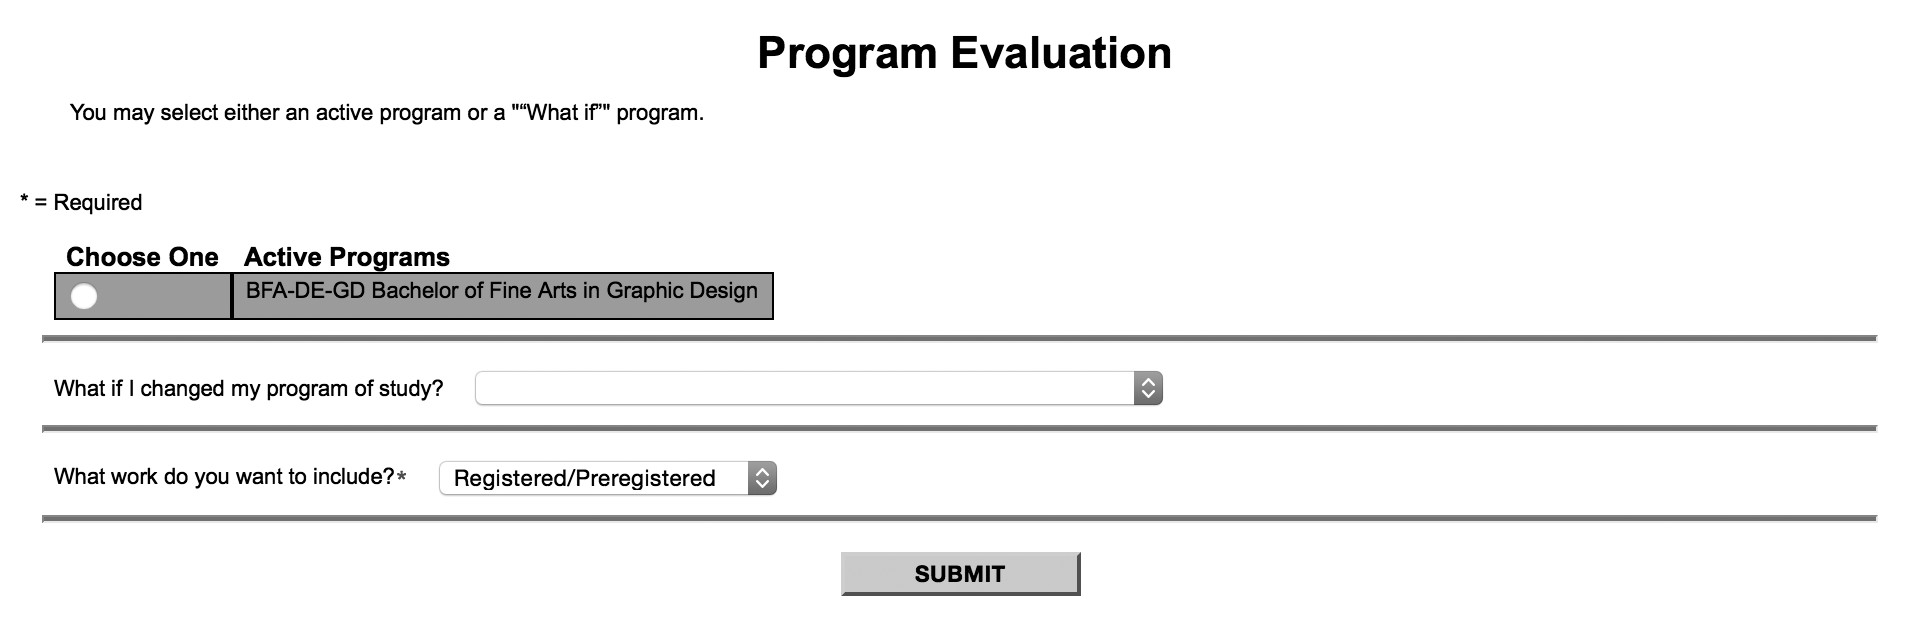 Program Evaluation
You may select either an active program or a "“What if”" program.
* = Required
Choose One Active Programs
BFA-DE-GD Bachelor of Fine Arts in Graphic Design
What if I changed my program of study?
What work do you want to include?* Registered/Preregistered
SUBMIT